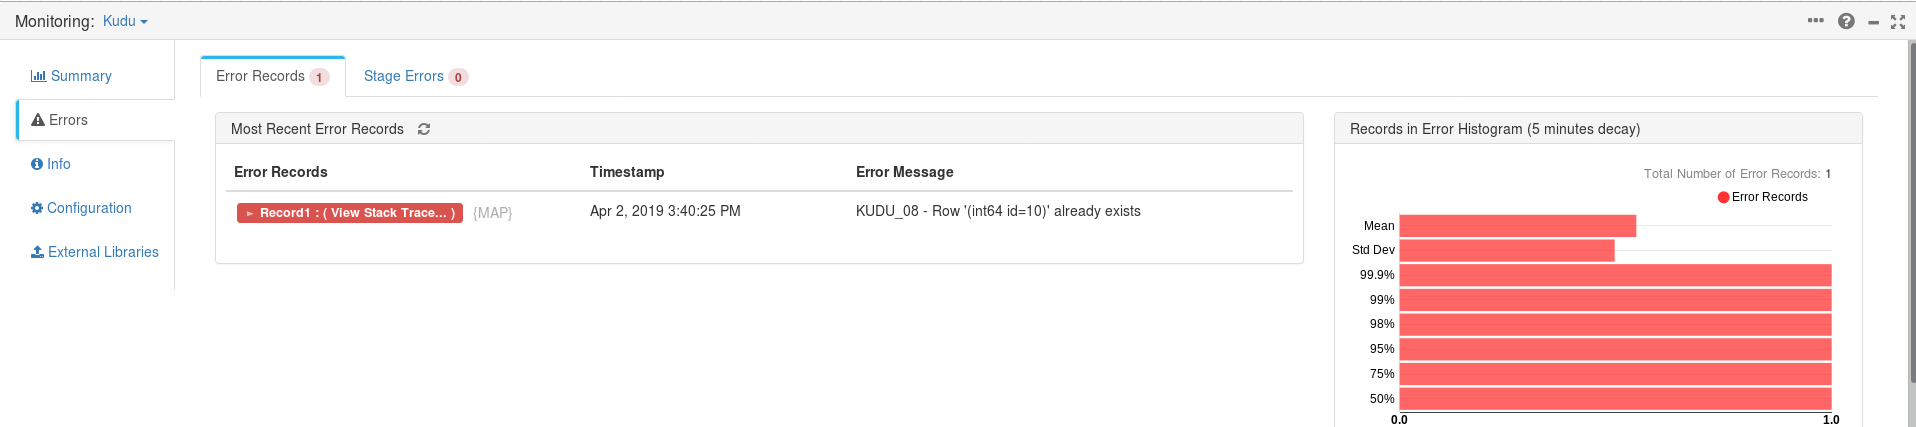 Monitoring: Kudu
Summary
Errors
Info
Configuration
External Libraries
Error Records 1
Stage Errors 0
Most Recent Error Records
Error Records Timestamp Error Message
Record1 : ( View Stack Trace... ) {MAP} Apr 2, 2019 3:40:25 PM KUDU_08 - Row '(int64 id=10)' already exists
Records in Error Histogram (5 minutes decay)
Total Number of Error Records: 1
Error Records
Mean
Std Dev
99.9%
99%
98%
95%
75%
50%
0.0 1.0